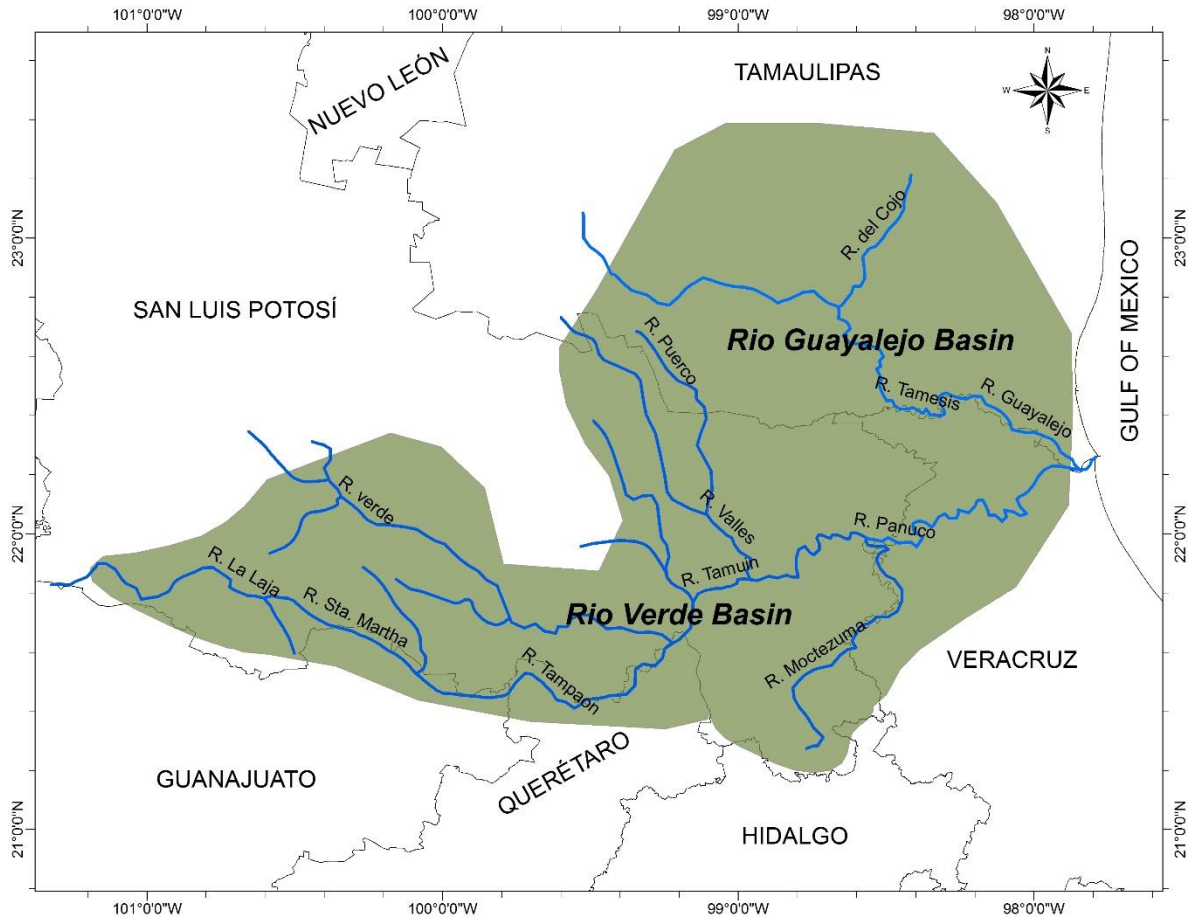 101°0'0"W
100°0'0"W
99°0'0"W
98°0'0"W
NUEVO LEÓN
TAMAULIPAS
N
W
E
S
23°0'0"N
23°0'0"N
R. del Cojo
SAN LUIS POTOSÍ
GULF OF MEXICO
R. Puerco
Rio Guayalejo Basin
R. Tamesis
R. Guayalejo
R. verde
22°0'0"N
22°0'0"N
R. Valles
R. Panuco
R. La Laja
R. Tamuin
R. Sta. Martha
Rio Verde Basin
R. Moctezuma
VERACRUZ
R. Tampaon
GUANAJUATO
QUERÉTARO
HIDALGO
21°0'0"N
21°0'0"N
101°0'0"W
100°0'0"W
99°0'0"W
98°0'0"W